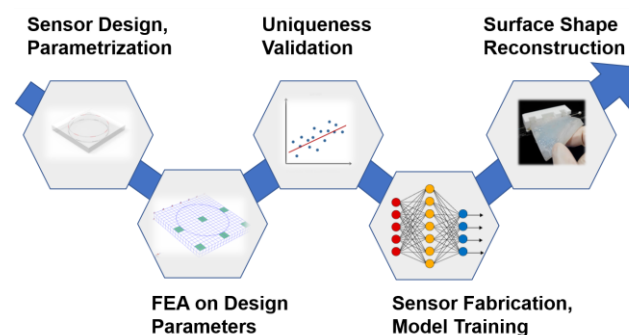 Sensor Design,
Parametrization
Uniqueness
Validation
Surface Shape
Reconstruction
FEA on Design
Parameters
Sensor Fabrication,
Model Training